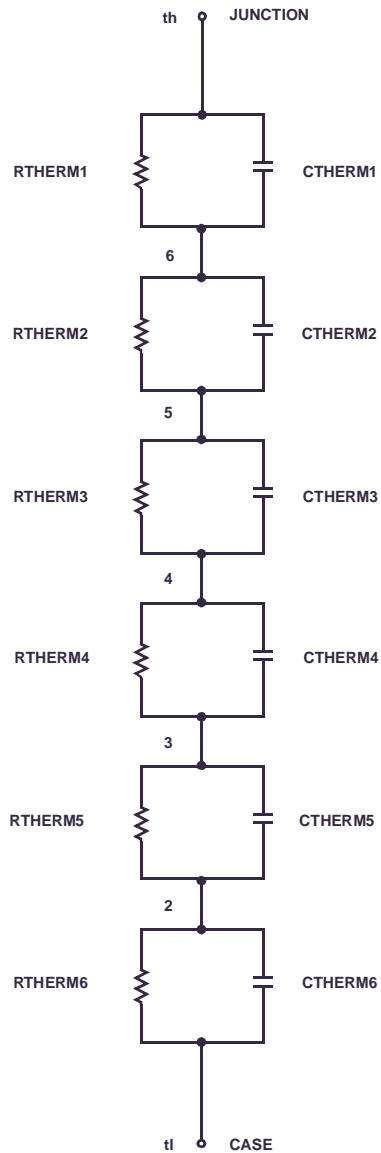 th JUNCTION
RTHERM1 CTHERM1
6
RTHERM2 CTHERM2
5
RTHERM3 CTHERM3
4
RTHERM4 CTHERM4
3
RTHERM5 CTHERM5
2
RTHERM6 CTHERM6
tl CASE